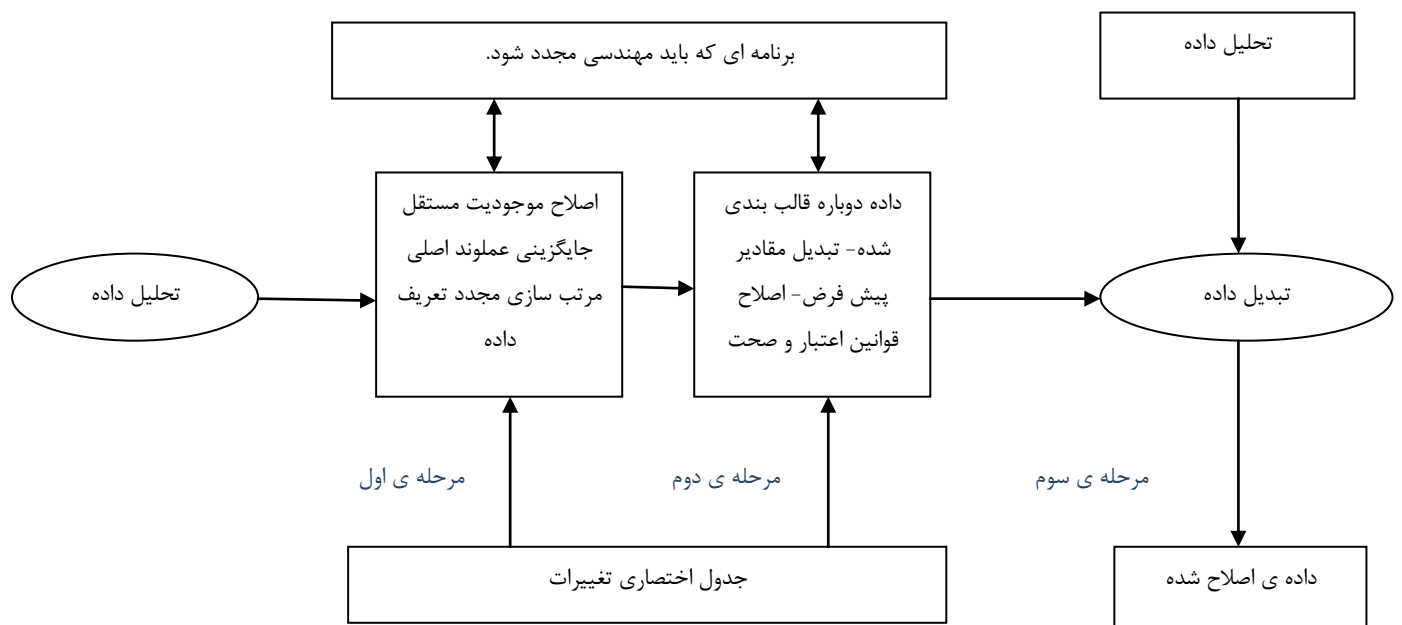 برنامه ای که باید مهندسی مجدد شود.
تحلیل داده
اصلاح موجودیت مستقل
جایگزینی عملوند اصلی
مرتب سازی مجدد تعریف
داده
داده دوباره قالب بندی
شده- تبدیل مقادیر
پیش فرض- اصلاح
قوانین اعتبار و صحت
تحلیل داده
تبدیل داده
مرحله ی اول
مرحله ی دوم
مرحله ی سوم
جدول اختصاری تغییرات
داده ی اصلاح شده